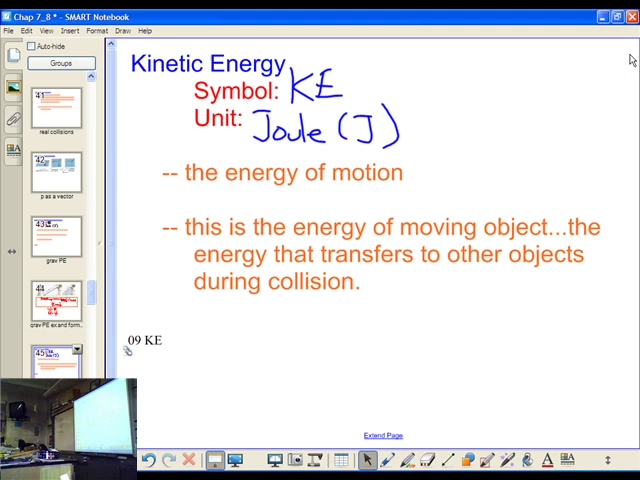 Chap 7_8 * - SMART Notebook
File Edit View Insert Format Draw Help
Auto-hide
Groups
41
real collisions
42
p as a vector
43
grav PE
44
grav PE ex and form
45
Kinetic Energy
Symbol: KE
Unit: Joule (J)
-- the energy of motion
-- this is the energy of moving object...the
energy that transfers to other objects
during collision.
09 KE
Extend Page